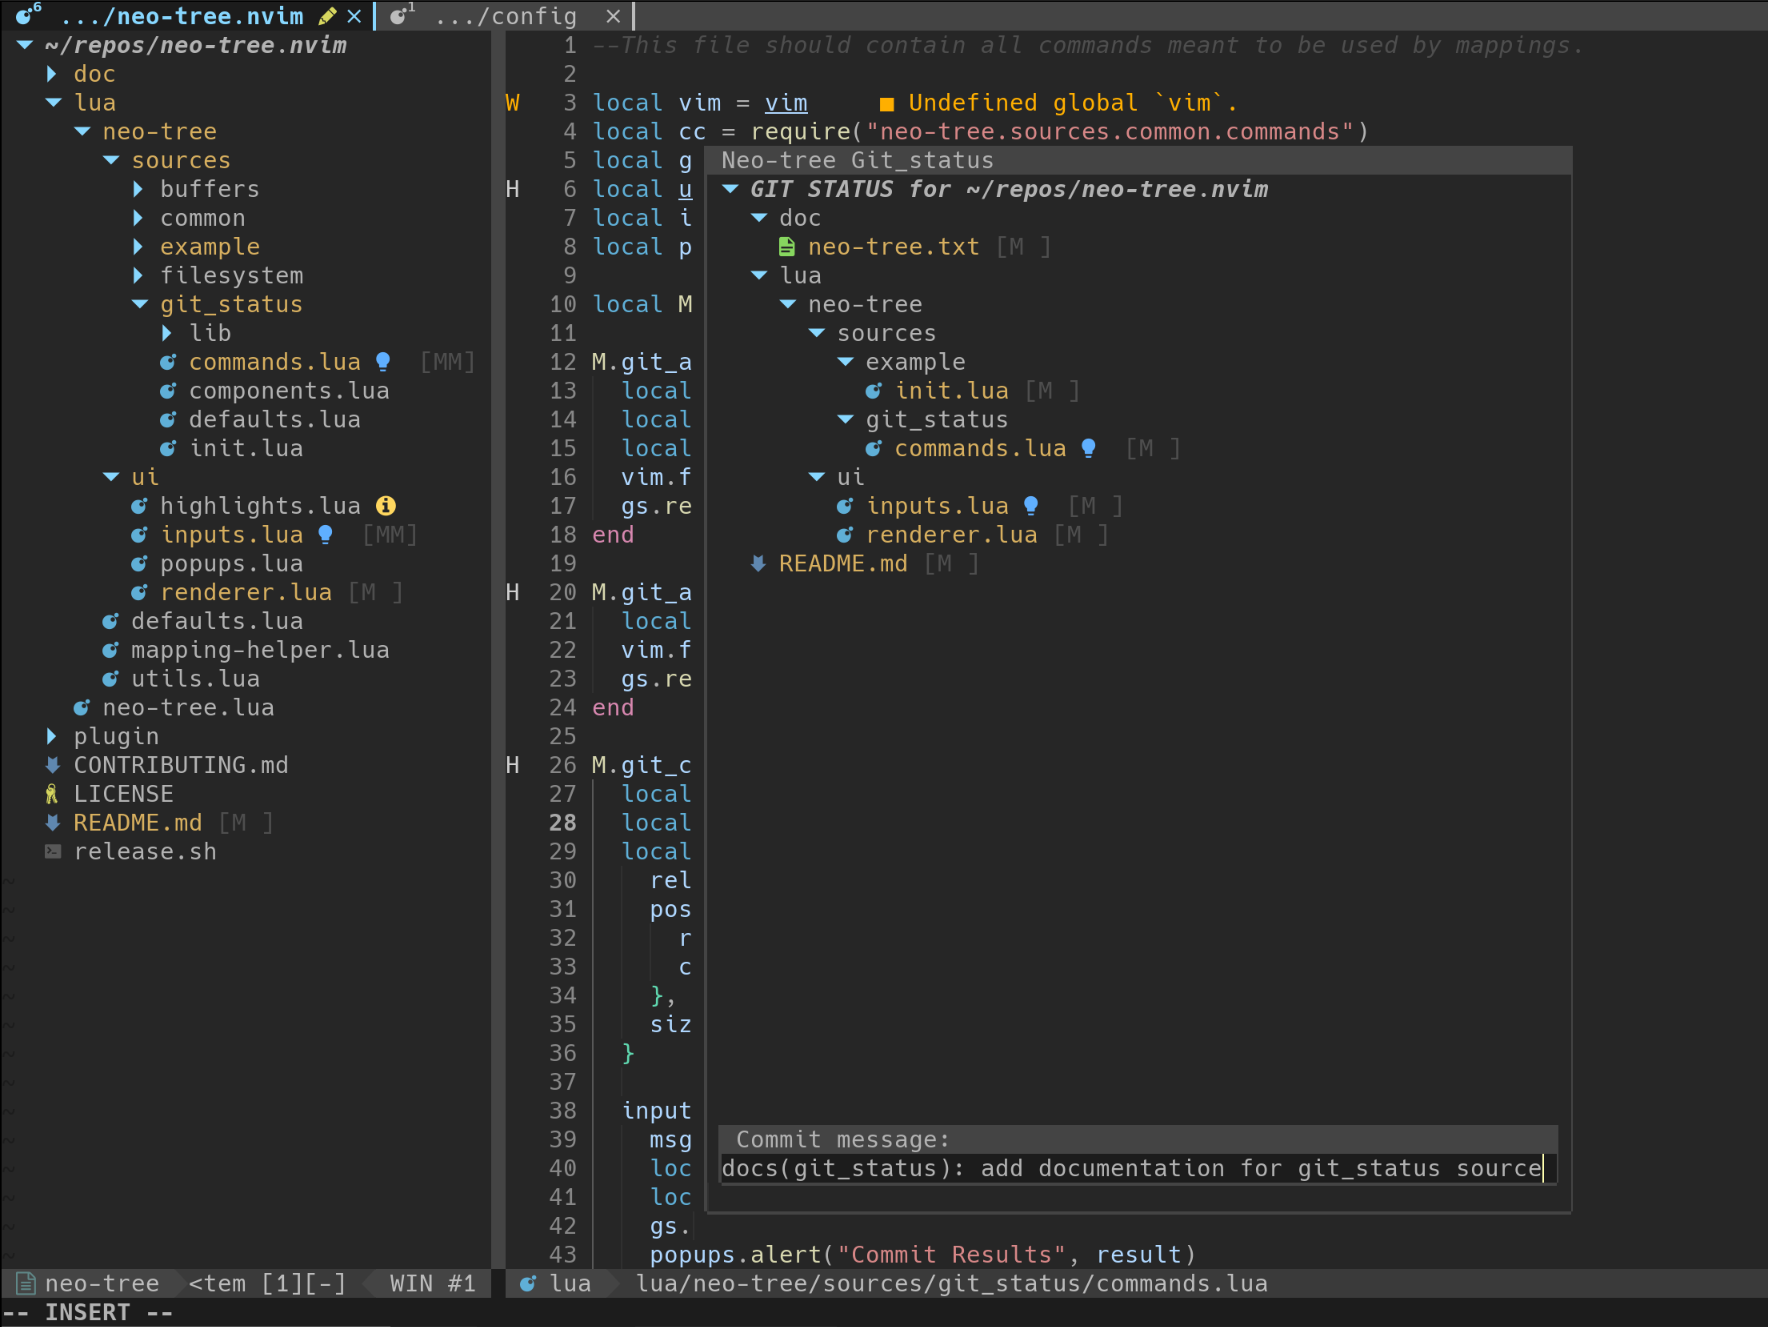 6 .../neo-tree.nvim × 1 .../config ×
~/repos/neo-tree.nvim
doc
lua
neo-tree
sources
buffers
common
example
filesystem
git_status
lib
commands.lua [MM]
components.lua
defaults.lua
init.lua
ui
highlights.lua
inputs.lua [MM]
popups.lua
renderer.lua [M ]
defaults.lua
mapping-helper.lua
utils.lua
neo-tree.lua
plugin
CONTRIBUTING.md
LICENSE
README.md [M ]
release.sh
1 --This file should contain all commands meant to be used by mappings.
2
W 3 local vim = vim ■ Undefined global `vim`.
4 local cc = require("neo-tree.sources.common.commands")
5 local g
H 6 local u
7 local i
8 local p
9
10 local M
11
12 M.git_a
13 local
14 local
15 local
16 vim.f
17 gs.re
18 end
19
H 20 M.git_a
21 local
22 vim.f
23 gs.re
24 end
25
H 26 M.git_c
27 local
28 local
29 local
30 rel
31 pos
32 r
33 c
34 },
35 siz
36 }
37
38 input
39 msg
40 loc
41 loc
42 gs.
43 popups.alert("Commit Results", result)
Neo-tree Git_status
GIT STATUS for ~/repos/neo-tree.nvim
doc
neo-tree.txt [M ]
lua
neo-tree
sources
example
init.lua [M ]
git_status
commands.lua [M ]
ui
inputs.lua [M ]
renderer.lua [M ]
README.md [M ]
Commit message:
docs(git_status): add documentation for git_status source
neo-tree <tem [1][-] WIN #1 lua lua/neo-tree/sources/git_status/commands.lua
-- INSERT --